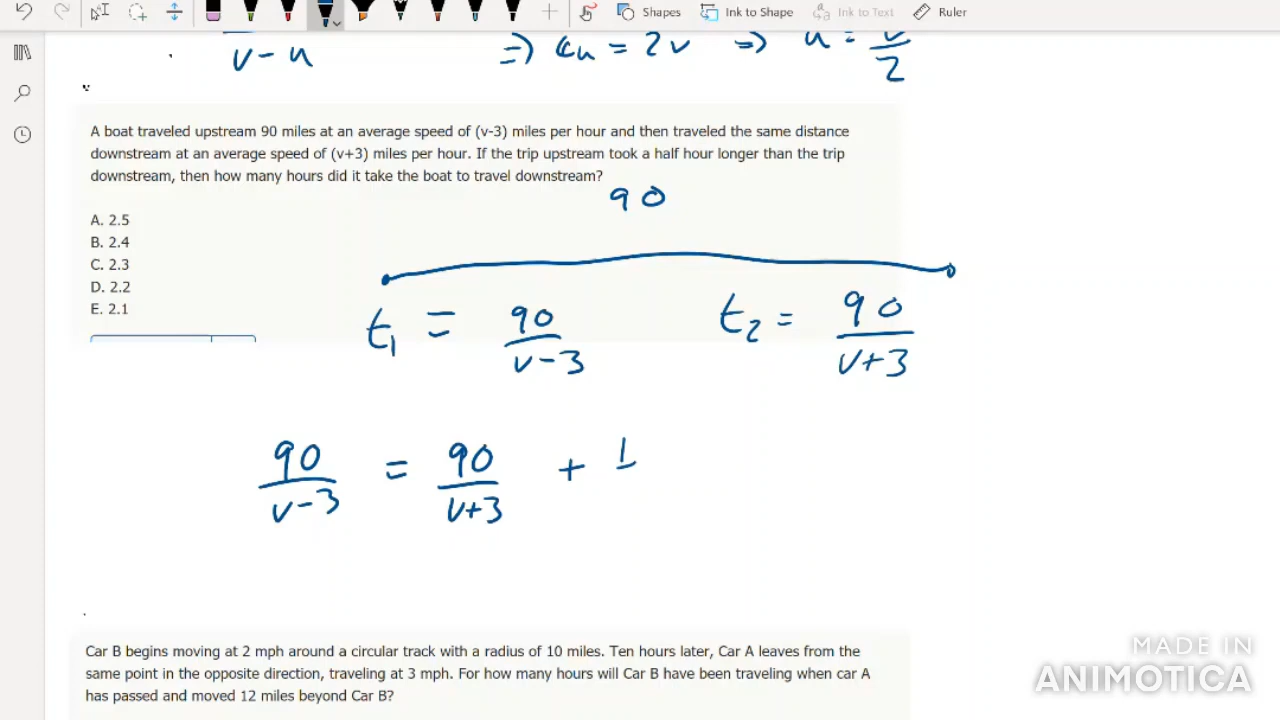 Shapes Ink to Shape Ink to Text Ruler
v - u => 4u = 2v => u = v/2
A boat traveled upstream 90 miles at an average speed of (v-3) miles per hour and then traveled the same distance
downstream at an average speed of (v+3) miles per hour. If the trip upstream took a half hour longer than the trip
downstream, then how many hours did it take the boat to travel downstream?
90
A. 2.5
B. 2.4
C. 2.3
D. 2.2
E. 2.1
t1 = 90/(v-3) t2 = 90/(v+3)
90/(v-3) = 90/(v+3) + 1
Car B begins moving at 2 mph around a circular track with a radius of 10 miles. Ten hours later, Car A leaves from the
same point in the opposite direction, traveling at 3 mph. For how many hours will Car B have been traveling when car A
has passed and moved 12 miles beyond Car B?
MADE IN
ANIMOTICA